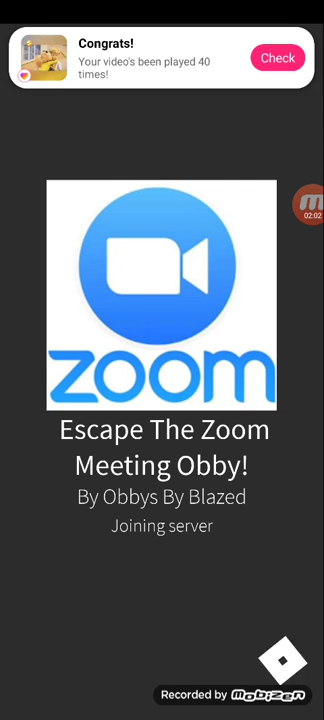 Congrats!
Your video's been played 40
times!
Check
02:02
zoom
Escape The Zoom
Meeting Obby!
By Obbys By Blazed
Joining server
Recorded by Mobizen